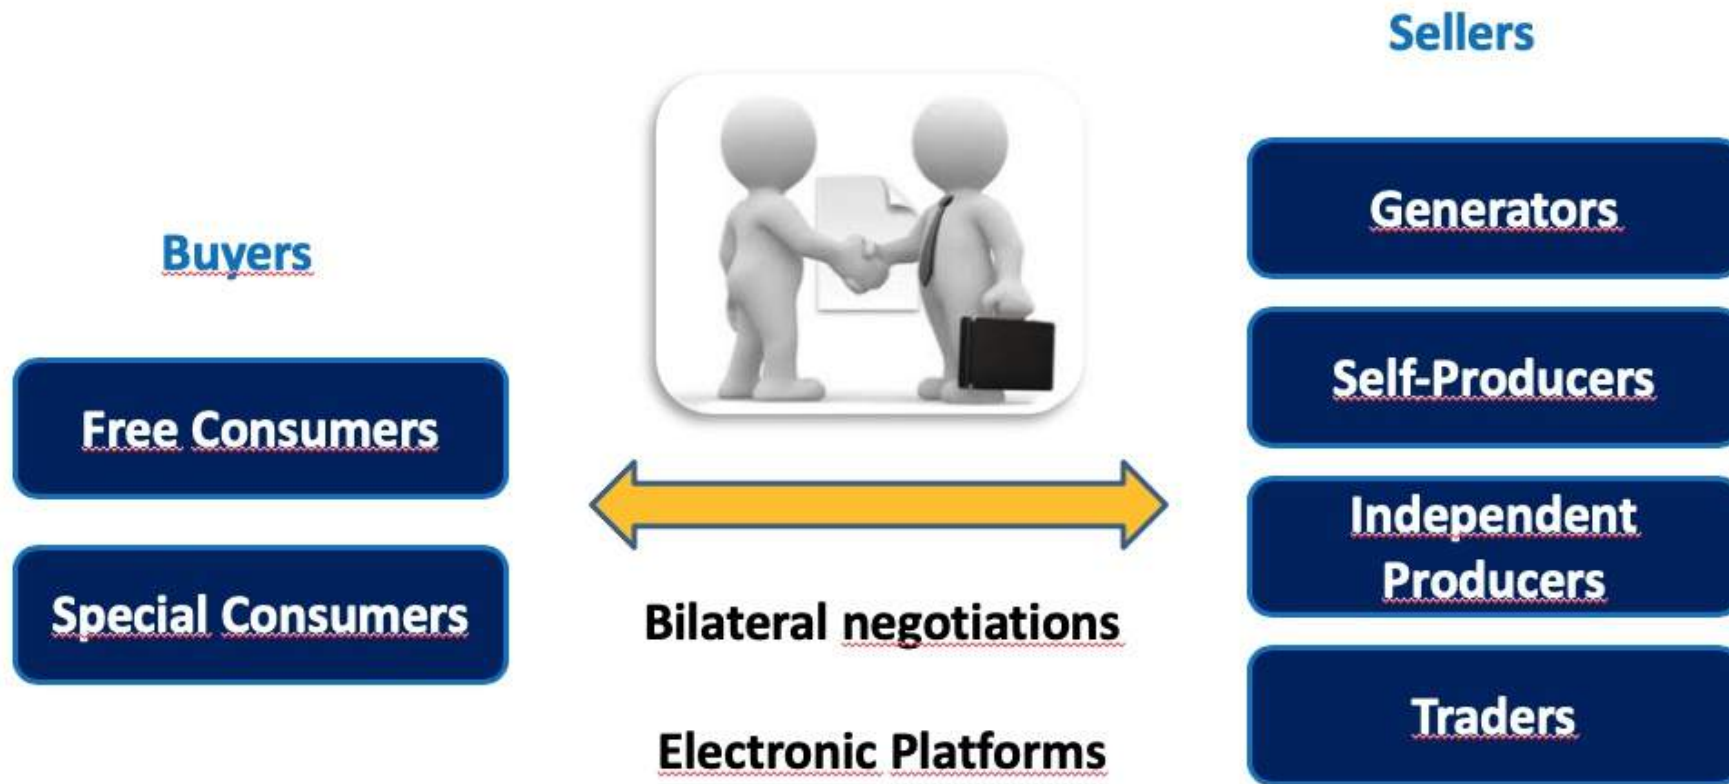 Buyers
Free Consumers
Special Consumers
Bilateral negotiations
Electronic Platforms
Sellers
Generators
Self-Producers
Independent
Producers
Traders